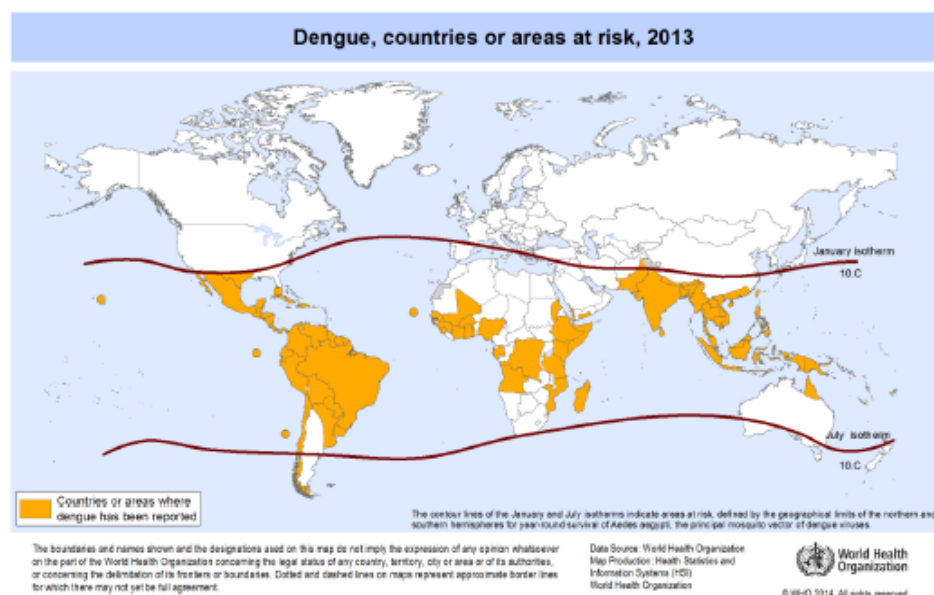 Dengue, countries or areas at risk, 2013
January isotherm
10.C
July isotherm
10.C
Countries or areas where
dengue has been reported
The contour lines of the January and July isotherms indicate areas at risk, defined by the geographical limits of the northern and
southern hemispheres for year-round survival of Aedes aegypti, the principal mosquito vector of dengue viruses.
The boundaries and names shown and the designations used on this map do not imply the expression of any opinion whatsoever
on the part of the World Health Organization concerning the legal status of any country, territory, city or area or of its authorities,
or concerning the delimitation of its frontiers or boundaries. Dotted and dashed lines on maps represent approximate border lines
for which there may not yet be full agreement.
Data Source: World Health Organization
Map Production: Health Statistics and
Information Systems (HSI)
World Health Organization
World Health
Organization
© WHO 2014. All rights reserved